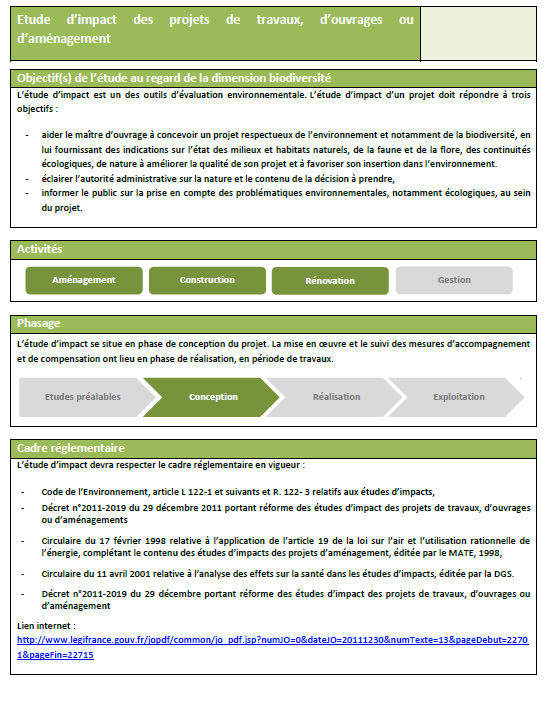 Etude d’impact des projets de travaux, d’ouvrages ou
d’aménagement
Objectif(s) de l’étude au regard de la dimension biodiversité
L’étude d’impact est un des outils d’évaluation environnementale. L’étude d’impact d’un projet doit répondre à trois
objectifs :
- aider le maître d’ouvrage à concevoir un projet respectueux de l’environnement et notamment de la biodiversité, en
lui fournissant des indications sur l’état des milieux et habitats naturels, de la faune et de la flore, des continuités
écologiques, de nature à améliorer la qualité de son projet et à favoriser son insertion dans l’environnement.
- éclairer l’autorité administrative sur la nature et le contenu de la décision à prendre,
- informer le public sur la prise en compte des problématiques environnementales, notamment écologiques, au sein
du projet.
Activités
Aménagement Construction Rénovation Gestion
Phasage
L’étude d’impact se situe en phase de conception du projet. La mise en œuvre et le suivi des mesures d’accompagnement
et de compensation ont lieu en phase de réalisation, en période de travaux.
Etudes préalables Conception Réalisation Exploitation
Cadre réglementaire
L’étude d’impact devra respecter le cadre réglementaire en vigueur :
- Code de l’Environnement, article L 122-1 et suivants et R. 122- 3 relatifs aux études d’impacts,
- Décret n°2011-2019 du 29 décembre 2011 portant réforme des études d’impact des projets de travaux, d’ouvrages
ou d’aménagements
- Circulaire du 17 février 1998 relative à l’application de l’article 19 de la loi sur l’air et l’utilisation rationnelle de
l’énergie, complétant le contenu des études d’impacts des projets d’aménagement, éditée par le MATE, 1998,
- Circulaire du 11 avril 2001 relative à l’analyse des effets sur la santé dans les études d’impacts, éditée par la DGS.
- Décret n°2011-2019 du 29 décembre portant réforme des études d’impact des projets de travaux, d’ouvrages ou
d’aménagement
Lien internet :
http://www.legifrance.gouv.fr/jopdf/common/jo_pdf.jsp?numJO=0&dateJO=20111230&numTexte=13&pageDebut=2270
1&pageFin=22715